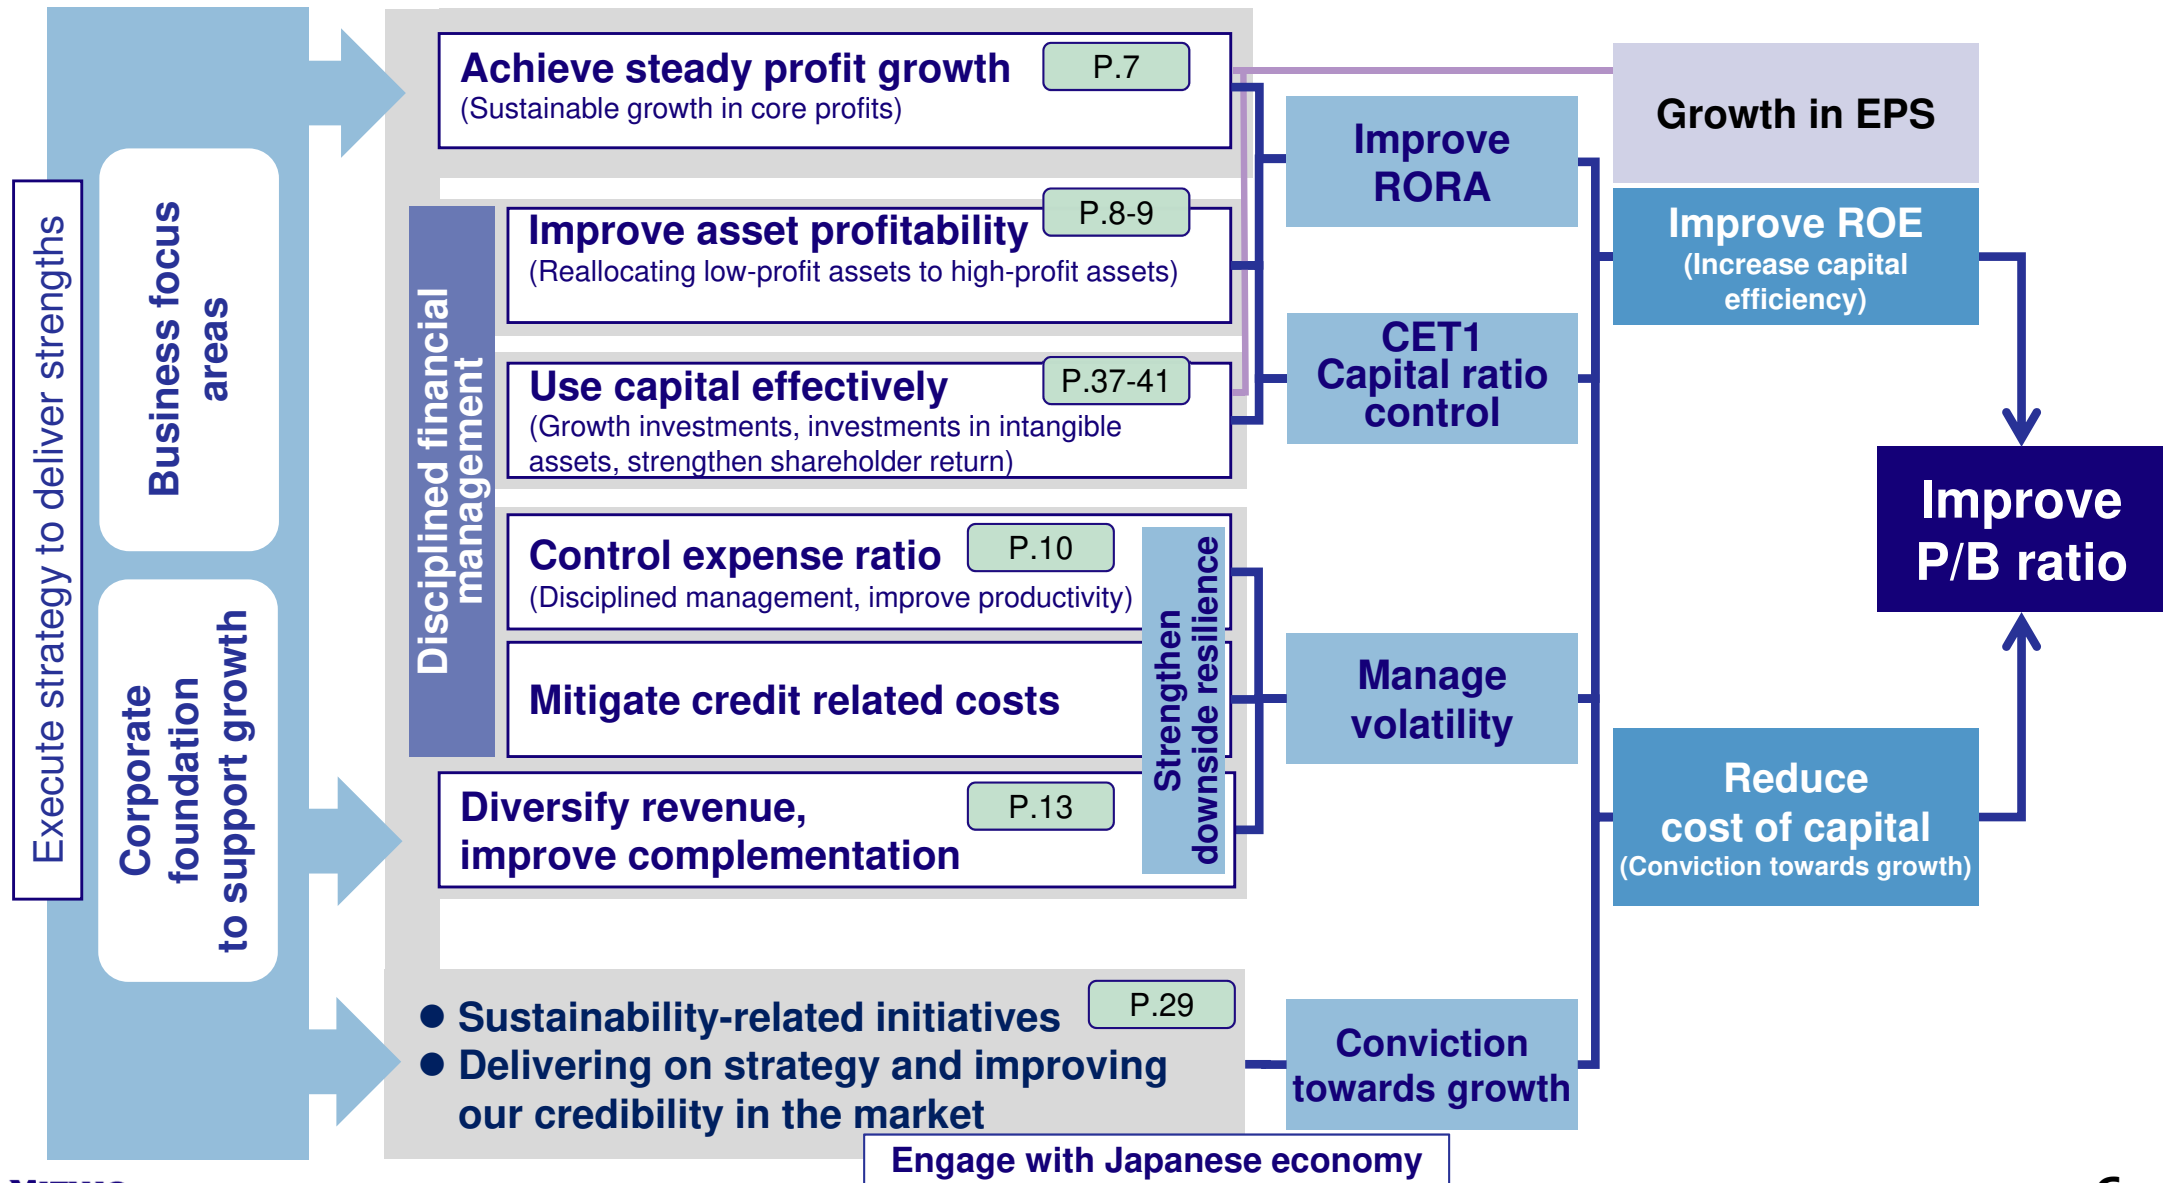 Execute strategy to deliver strengths
Business focus
areas
Corporate
foundation
to support growth
Achieve steady profit growth
P.7
(Sustainable growth in core profits)
Disciplined financial
management
Improve asset profitability
P.8-9
(Reallocating low-profit assets to high-profit assets)
Use capital effectively
P.37-41
(Growth investments, investments in intangible
assets, strengthen shareholder return)
Control expense ratio
P.10
(Disciplined management, improve productivity)
Mitigate credit related costs
Diversify revenue,
improve complementation
P.13
Strengthen
downside resilience
● Sustainability-related initiatives
P.29
● Delivering on strategy and improving
our credibility in the market
Engage with Japanese economy
Improve
RORA
CET1
Capital ratio
control
Manage
volatility
Conviction
towards growth
Growth in EPS
Improve ROE
(Increase capital
efficiency)
Reduce
cost of capital
(Conviction towards growth)
Improve
P/B ratio